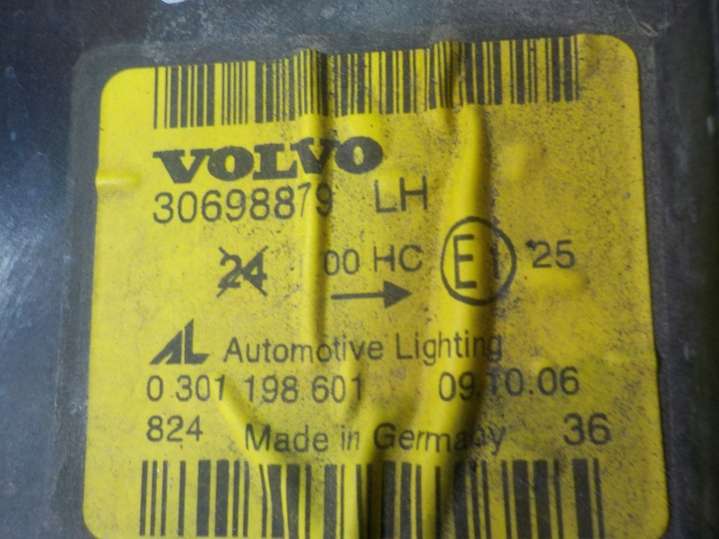 VOLVO
30698879 LH
24 00 HC E1 25
AL Automotive Lighting
0 301 198 601 09.10.06
824 Made in Germany 36